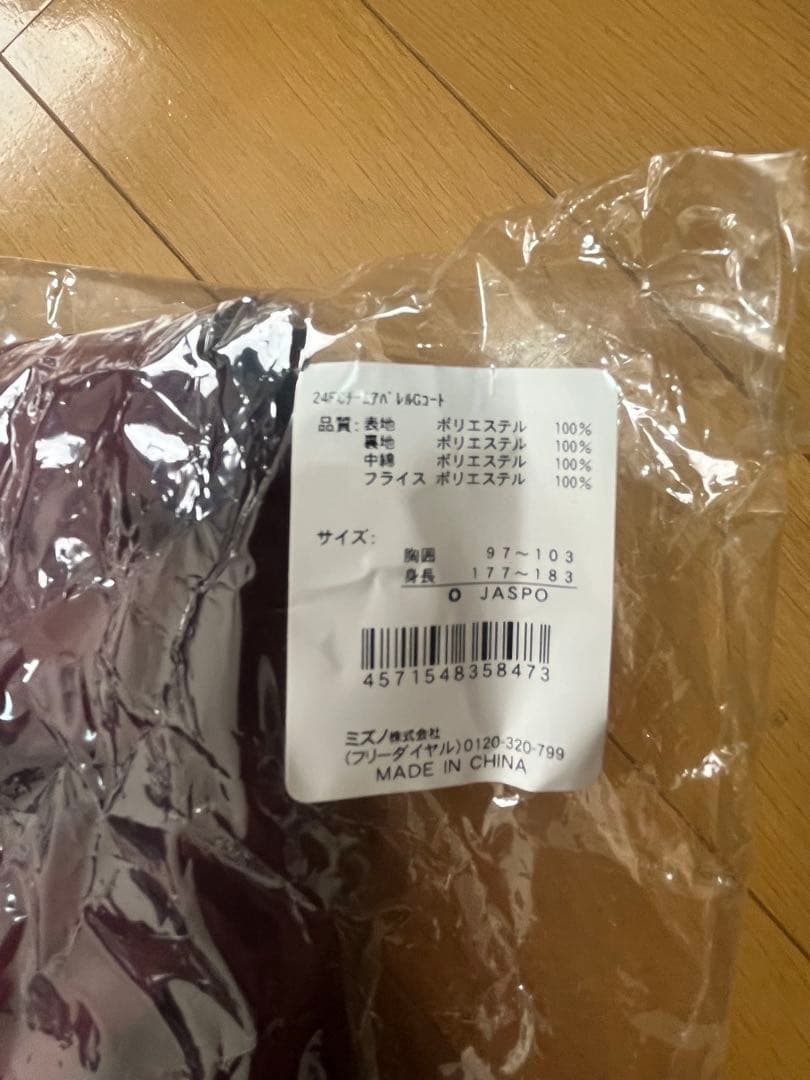 24FCチームアパレルGコート
品質:表地 ポリエステル 100%
裏地 ポリエステル 100%
中綿 ポリエステル 100%
フライス ポリエステル 100%
サイズ:
胸囲 97~103
身長 177~183
O JASPO
4571548358473
ミズノ株式会社
(フリーダイヤル)0120-320-799
MADE IN CHINA